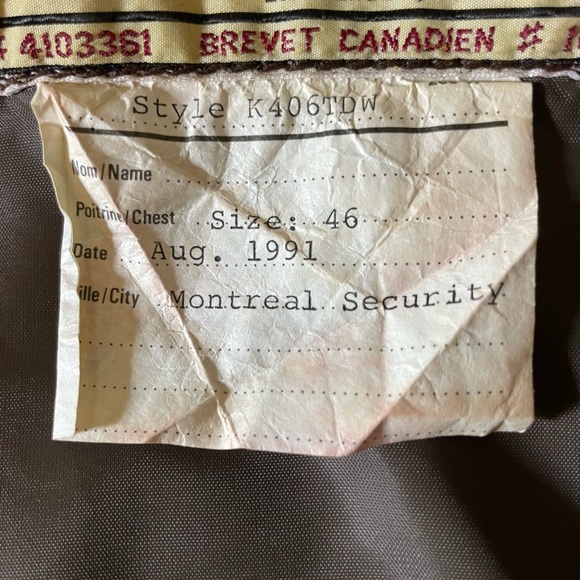 # 4103361 BREVET CANADIEN #
Style K406TDW
Nom/Name
Poitrine/Chest Size: 46
Date Aug. 1991
ille/City Montreal Security